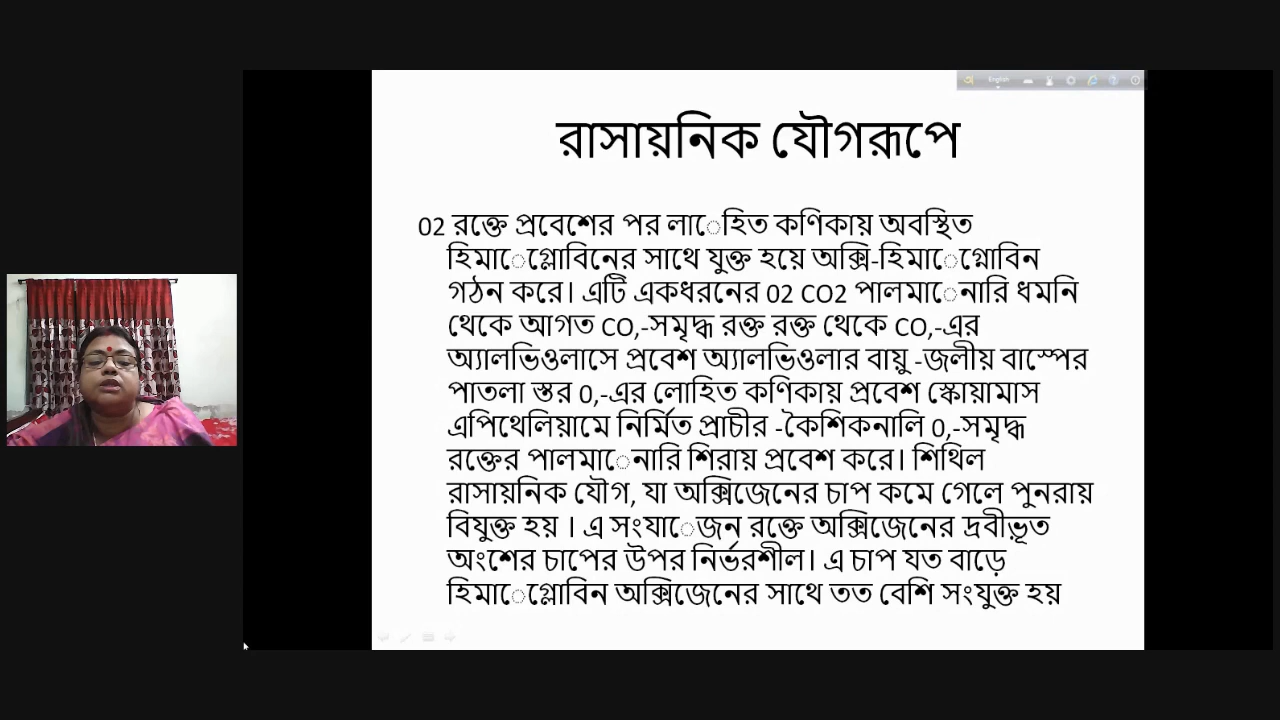 English
রাসায়নিক যৌগরূপে
02 রক্তে প্রবেশের পর লােহিত কণিকায় অবস্থিত
হিমােগ্লোবিনের সাথে যুক্ত হয়ে অক্সি-হিমােগ্নোবিন
গঠন করে। এটি একধরনের 02 CO2 পালমােনারি ধমনি
থেকে আগত CO,-সমৃদ্ধ রক্ত রক্ত থেকে CO,-এর
অ্যালভিওলাসে প্রবেশ অ্যালভিওলার বায়ু -জলীয় বাস্পের
পাতলা স্তর 0,-এর লোহিত কণিকায় প্রবেশ স্কোয়ামাস
এপিথেলিয়ামে নির্মিত প্রাচীর -কৈশিকনালি 0,-সমৃদ্ধ
রক্তের পালমােনারি শিরায় প্রবেশ করে। শিথিল
রাসায়নিক যৌগ, যা অক্সিজেনের চাপ কমে গেলে পুনরায়
বিযুক্ত হয় । এ সংযােজন রক্তে অক্সিজেনের দ্রবীভূত
অংশের চাপের উপর নির্ভরশীল। এ চাপ যত বাড়ে
হিমােগ্লোবিন অক্সিজেনের সাথে তত বেশি সংযুক্ত হয়